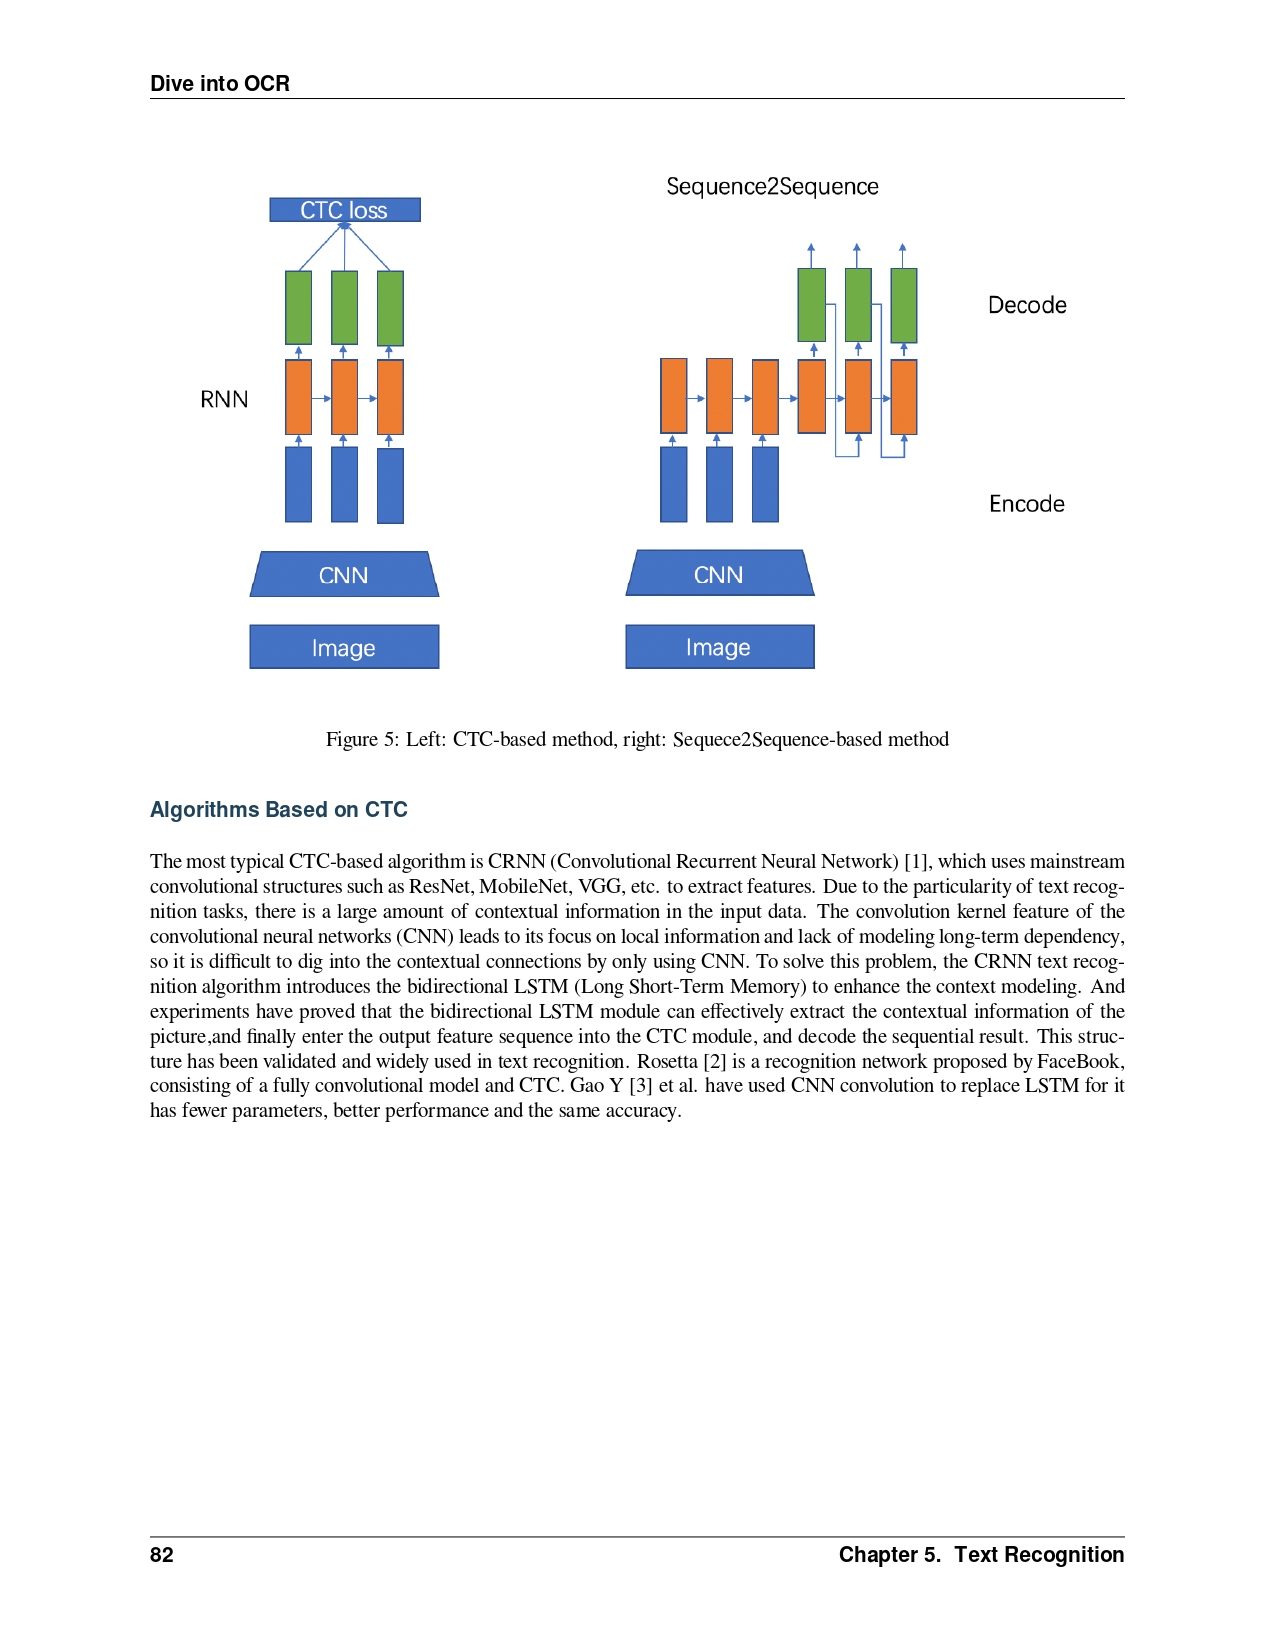 Dive into OCR
Sequence2Sequence
CTC loss
Decode
RNN
Encode
CNN
CNN
Image
Image
Figure 5: Left: CTC-based method, right: Sequece2Sequence-based method
Algorithms Based on CTC
The most typical CTC-based algorithm is CRNN (Convolutional Recurrent Neural Network) [1], which uses mainstream
convolutional structures such as ResNet, MobileNet, VGG, etc. to extract features. Due to the particularity of text recog-
nition tasks, there is a large amount of contextual information in the input data. The convolution kernel feature of the
convolutional neural networks (CNN) leads to its focus on local information and lack of modeling long-term dependency,
so it is difficult to dig into the contextual connections by only using CNN. To solve this problem, the CRNN text recog-
nition algorithm introduces the bidirectional LSTM (Long Short-Term Memory) to enhance the context modeling. And
experiments have proved that the bidirectional LSTM module can effectively extract the contextual information of the
picture,and finally enter the output feature sequence into the CTC module, and decode the sequential result. This struc-
ture has been validated and widely used in text recognition. Rosetta [2] is a recognition network proposed by FaceBook,
consisting of a fully convolutional model and CTC. Gao Y [3] et al. have used CNN convolution to replace LSTM for it
has fewer parameters, better performance and the same accuracy.
82
Chapter 5. Text Recognition